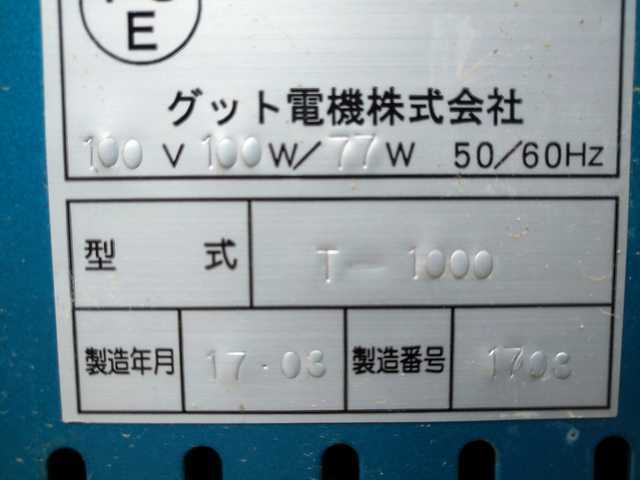 E
グット電機株式会社
100 V 100 W/77W 50/60Hz
型 式 T-1000
製造年月 17・03 製造番号 1703